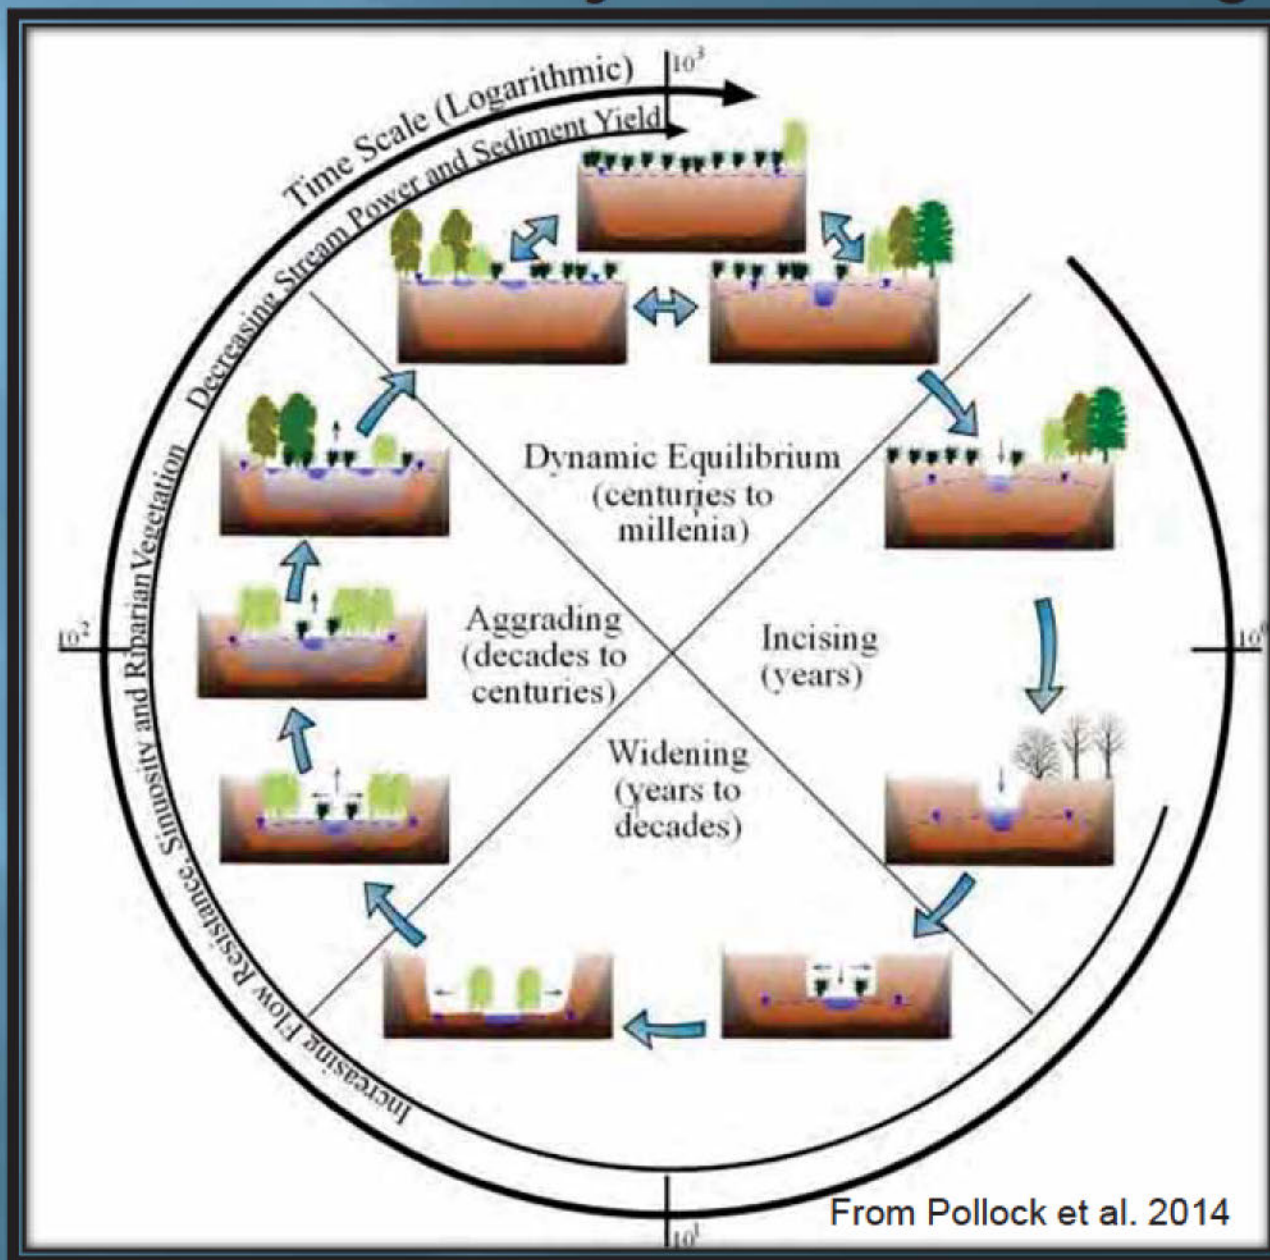 Time Scale (Logarithmic)
10³
Decreasing Stream Power and Sediment Yield
Dynamic Equilibrium
(centuries to
millenia)
Aggrading
(decades to
centuries)
Incising
(years)
10²
10⁰
Widening
(years to
decades)
Increasing Flow Resistance, Sinuosity and Riparian Vegetation
From Pollock et al. 2014
10¹